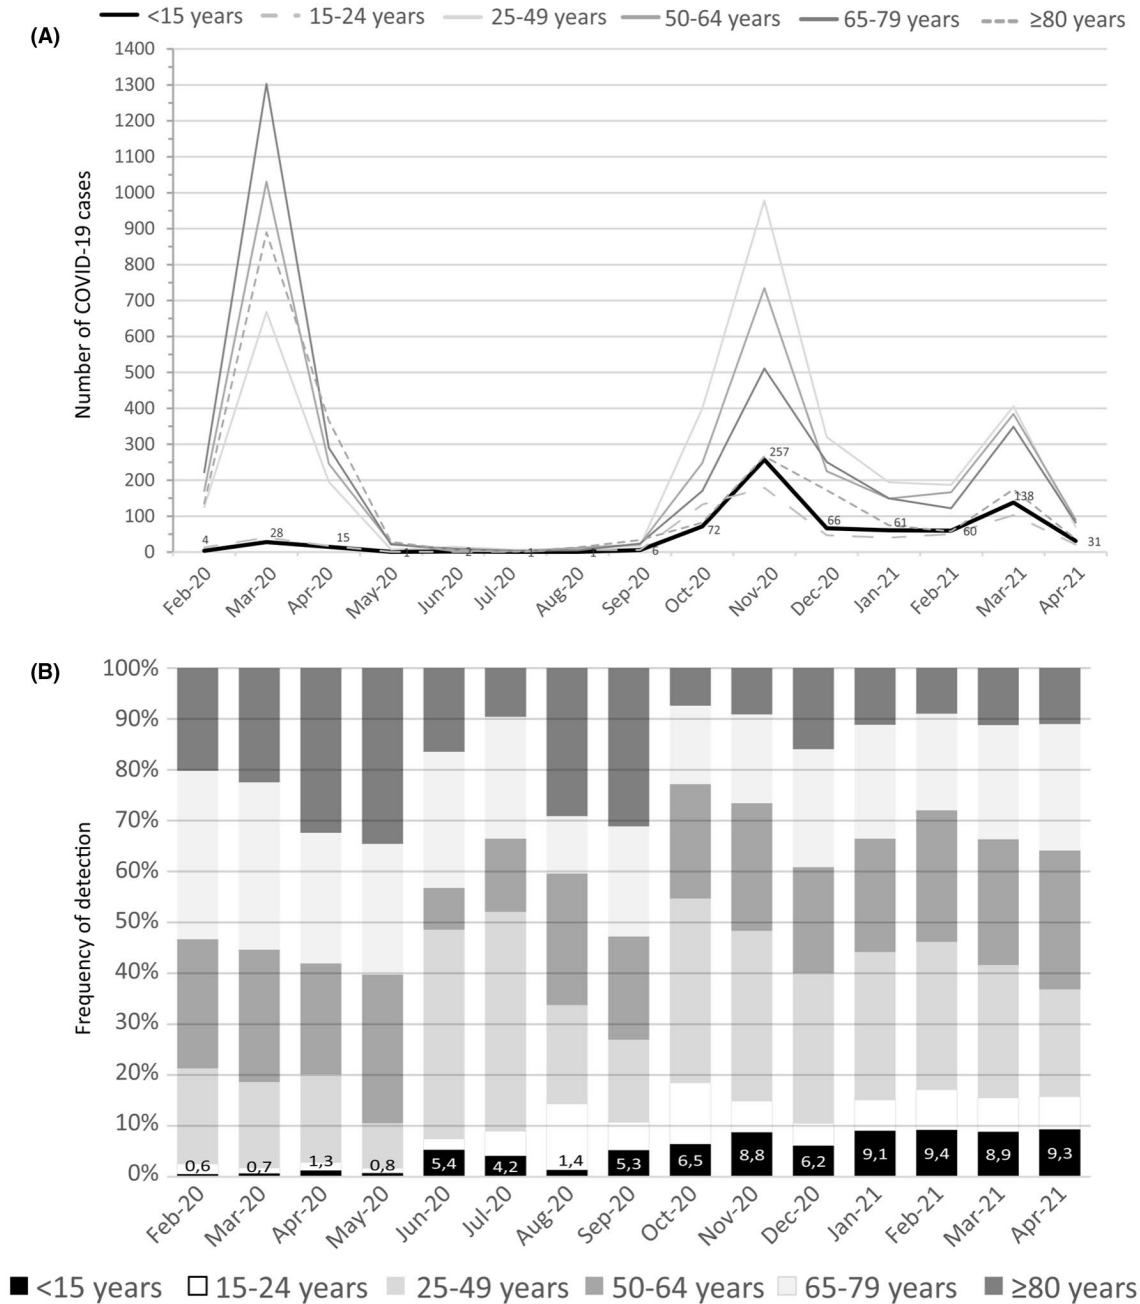 <15 years 15-24 years 25-49 years 50-64 years 65-79 years ≥80 years
(A)
Number of COVID-19 cases
1400
1300
1200
1100
1000
900
800
700
600
500
400
300
200
100
0
4 28 15 1 2 1 1 6 72 257 66 61 60 138 31
Feb-20 Mar-20 Apr-20 May-20 Jun-20 Jul-20 Aug-20 Sep-20 Oct-20 Nov-20 Dec-20 Jan-21 Feb-21 Mar-21 Apr-21
(B)
Frequency of detection
100%
90%
80%
70%
60%
50%
40%
30%
20%
10%
0%
0,6 0,7 1,3 0,8 5,4 4,2 1,4 5,3 6,5 8,8 6,2 9,1 9,4 8,9 9,3
Feb-20 Mar-20 Apr-20 May-20 Jun-20 Jul-20 Aug-20 Sep-20 Oct-20 Nov-20 Dec-20 Jan-21 Feb-21 Mar-21 Apr-21
<15 years 15-24 years 25-49 years 50-64 years 65-79 years ≥80 years